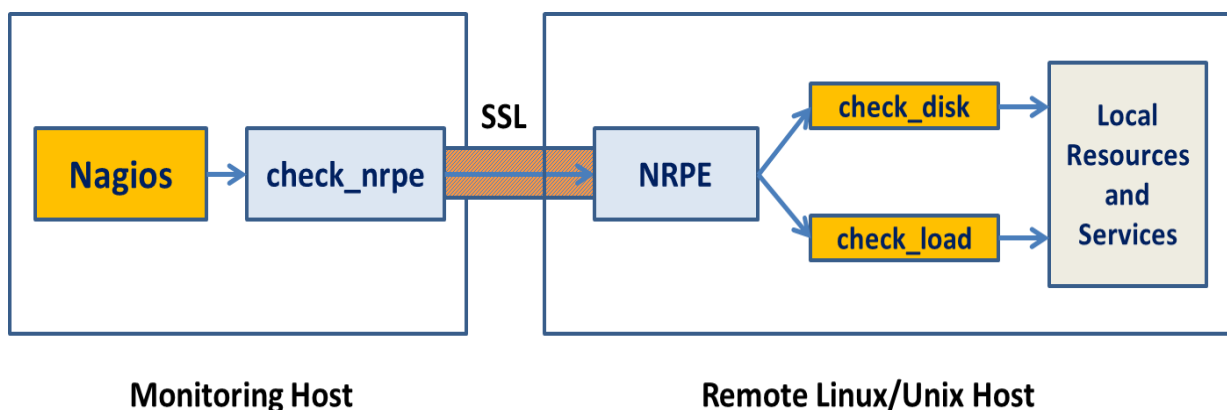 SSL
Nagios
check_nrpe
NRPE
check_disk
check_load
Local
Resources
and
Services
Monitoring Host
Remote Linux/Unix Host